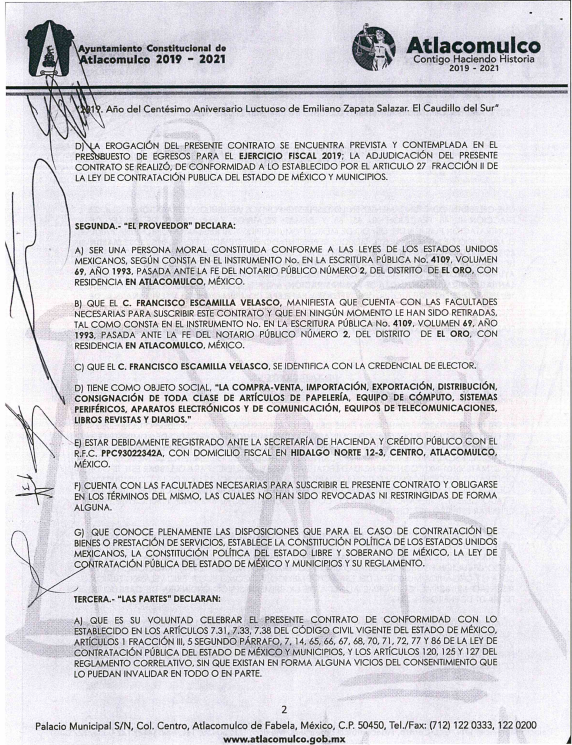 Ayuntamiento Constitucional de
Atlacomulco 2019 - 2021
Atlacomulco
Contigo Haciendo Historia
2019 - 2021
"2019. Año del Centésimo Aniversario Luctuoso de Emiliano Zapata Salazar. El Caudillo del Sur"
D) LA EROGACIÓN DEL PRESENTE CONTRATO SE ENCUENTRA PREVISTA Y CONTEMPLADA EN EL
PRESUBUESTO DE EGRESOS PARA EL EJERCICIO FISCAL 2019; LA ADJUDICACIÓN DEL PRESENTE
CONTRATO SE REALIZÓ, DE CONFORMIDAD A LO ESTABLECIDO POR EL ARTICULO 27 FRACCIÓN II DE
LA LEY DE CONTRATACIÓN PUBLICA DEL ESTADO DE MÉXICO Y MUNICIPIOS.
SEGUNDA.- "EL PROVEEDOR" DECLARA:
A) SER UNA PERSONA MORAL CONSTITUIDA CONFORME A LAS LEYES DE LOS ESTADOS UNIDOS
MEXICANOS, SEGÚN CONSTA EN EL INSTRUMENTO No. EN LA ESCRITURA PÚBLICA No. 4109, VOLUMEN
69, AÑO 1993, PASADA ANTE LA FE DEL NOTARIO PÚBLICO NÚMERO 2, DEL DISTRITO DE EL ORO, CON
RESIDENCIA EN ATLACOMULCO, MÉXICO.
B) QUE EL C. FRANCISCO ESCAMILLA VELASCO, MANIFIESTA QUE CUENTA CON LAS FACULTADES
NECESARIAS PARA SUSCRIBIR ESTE CONTRATO Y QUE EN NINGÚN MOMENTO LE HAN SIDO RETIRADAS,
TAL COMO CONSTA EN EL INSTRUMENTO No. EN LA ESCRITURA PÚBLICA No. 4109, VOLUMEN 69, AÑO
1993, PASADA ANTE LA FE DEL NOTARIO PÚBLICO NÚMERO 2, DEL DISTRITO DE EL ORO, CON
RESIDENCIA EN ATLACOMULCO, MÉXICO.
C) QUE EL C. FRANCISCO ESCAMILLA VELASCO, SE IDENTIFICA CON LA CREDENCIAL DE ELECTOR.
D) TIENE COMO OBJETO SOCIAL, "LA COMPRA-VENTA, IMPORTACIÓN, EXPORTACIÓN, DISTRIBUCIÓN,
CONSIGNACIÓN DE TODA CLASE DE ARTÍCULOS DE PAPELERÍA, EQUIPO DE CÓMPUTO, SISTEMAS
PERIFÉRICOS, APARATOS ELECTRÓNICOS Y DE COMUNICACIÓN, EQUIPOS DE TELECOMUNICACIONES,
LIBROS REVISTAS Y DIARIOS."
E) ESTAR DEBIDAMENTE REGISTRADO ANTE LA SECRETARÍA DE HACIENDA Y CRÉDITO PÚBLICO CON EL
R.F.C. PPC93022342A, CON DOMICILIO FISCAL EN HIDALGO NORTE 12-3, CENTRO, ATLACOMULCO,
MÉXICO.
F) CUENTA CON LAS FACULTADES NECESARIAS PARA SUSCRIBIR EL PRESENTE CONTRATO Y OBLIGARSE
EN LOS TÉRMINOS DEL MISMO, LAS CUALES NO HAN SIDO REVOCADAS NI RESTRINGIDAS DE FORMA
ALGUNA.
G) QUE CONOCE PLENAMENTE LAS DISPOSICIONES QUE PARA EL CASO DE CONTRATACIÓN DE
BIENES O PRESTACIÓN DE SERVICIOS, ESTABLECE LA CONSTITUCIÓN POLÍTICA DE LOS ESTADOS UNIDOS
MEXICANOS, LA CONSTITUCIÓN POLÍTICA DEL ESTADO LIBRE Y SOBERANO DE MÉXICO, LA LEY DE
CONTRATACIÓN PÚBLICA DEL ESTADO DE MÉXICO Y MUNICIPIOS Y SU REGLAMENTO.
TERCERA.- "LAS PARTES" DECLARAN:
A) QUE ES SU VOLUNTAD CELEBRAR EL PRESENTE CONTRATO DE CONFORMIDAD CON LO
ESTABLECIDO EN LOS ARTÍCULOS 7.31, 7.33, 7.38 DEL CÓDIGO CIVIL VIGENTE DEL ESTADO DE MÉXICO,
ARTÍCULOS 1 FRACCIÓN III, 5 SEGUNDO PÁRRAFO, 7, 14, 65, 66, 67, 68, 70, 71, 72, 77 Y 86 DE LA LEY DE
CONTRATACIÓN PÚBLICA DEL ESTADO DE MÉXICO Y MUNICIPIOS, Y LOS ARTÍCULOS 120, 125 Y 127 DEL
REGLAMENTO CORRELATIVO, SIN QUE EXISTAN EN FORMA ALGUNA VICIOS DEL CONSENTIMIENTO QUE
LO PUEDAN INVALIDAR EN TODO O EN PARTE.
2
Palacio Municipal S/N, Col. Centro, Atlacomulco de Fabela, México, C.P. 50450, Tel./Fax: (712) 122 0333, 122 0200
www.atlacomulco.gob.mx